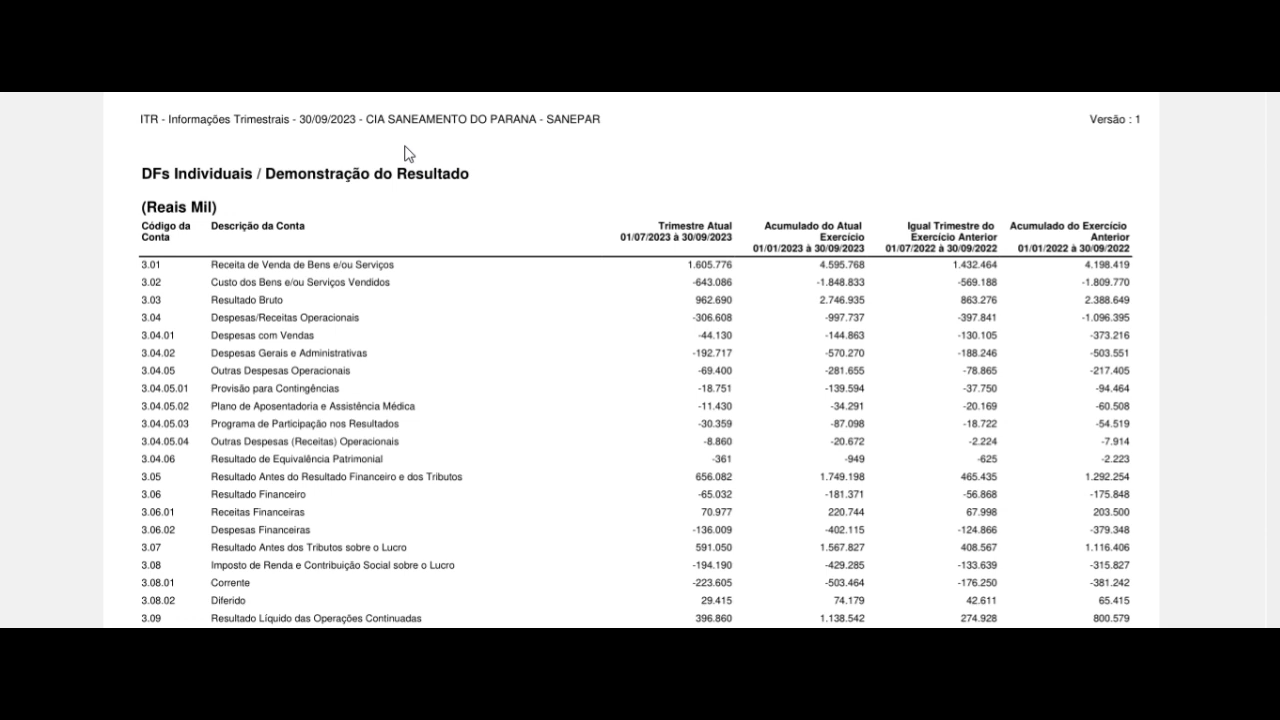 ITR - Informações Trimestrais - 30/09/2023 - CIA SANEAMENTO DO PARANA - SANEPAR Versão : 1
DFs Individuais / Demonstração do Resultado
(Reais Mil)
Código da Conta Descrição da Conta Trimestre Atual 01/07/2023 à 30/09/2023 Acumulado do Atual Exercício 01/01/2023 à 30/09/2023 Igual Trimestre do Exercício Anterior 01/07/2022 à 30/09/2022 Acumulado do Exercício Anterior 01/01/2022 à 30/09/2022
3.01 Receita de Venda de Bens e/ou Serviços 1.605.776 4.595.768 1.432.464 4.198.419
3.02 Custo dos Bens e/ou Serviços Vendidos -643.086 -1.848.833 -569.188 -1.809.770
3.03 Resultado Bruto 962.690 2.746.935 863.276 2.388.649
3.04 Despesas/Receitas Operacionais -306.608 -997.737 -397.841 -1.096.395
3.04.01 Despesas com Vendas -44.130 -144.863 -130.105 -373.216
3.04.02 Despesas Gerais e Administrativas -192.717 -570.270 -188.246 -503.551
3.04.05 Outras Despesas Operacionais -69.400 -281.655 -78.865 -217.405
3.04.05.01 Provisão para Contingências -18.751 -139.594 -37.750 -94.464
3.04.05.02 Plano de Aposentadoria e Assistência Médica -11.430 -34.291 -20.169 -60.508
3.04.05.03 Programa de Participação nos Resultados -30.359 -87.098 -18.722 -54.519
3.04.05.04 Outras Despesas (Receitas) Operacionais -8.860 -20.672 -2.224 -7.914
3.04.06 Resultado de Equivalência Patrimonial -361 -949 -625 -2.223
3.05 Resultado Antes do Resultado Financeiro e dos Tributos 656.082 1.749.198 465.435 1.292.254
3.06 Resultado Financeiro -65.032 -181.371 -56.868 -175.848
3.06.01 Receitas Financeiras 70.977 220.744 67.998 203.500
3.06.02 Despesas Financeiras -136.009 -402.115 -124.866 -379.348
3.07 Resultado Antes dos Tributos sobre o Lucro 591.050 1.567.827 408.567 1.116.406
3.08 Imposto de Renda e Contribuição Social sobre o Lucro -194.190 -429.285 -133.639 -315.827
3.08.01 Corrente -223.605 -503.464 -176.250 -381.242
3.08.02 Diferido 29.415 74.179 42.611 65.415
3.09 Resultado Líquido das Operações Continuadas 396.860 1.138.542 274.928 800.579